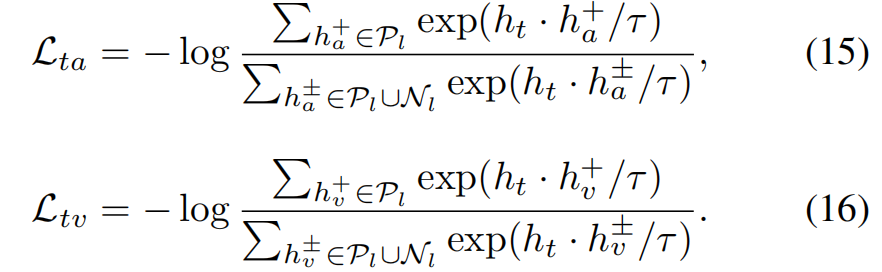 $\mathcal{L}_{ta} = -\log \frac{\sum_{h_a^+ \in \mathcal{P}_l} \exp(h_t \cdot h_a^+ / \tau)}{\sum_{h_a^\pm \in \mathcal{P}_l \cup \mathcal{N}_l} \exp(h_t \cdot h_a^\pm / \tau)},$ (15)
$\mathcal{L}_{tv} = -\log \frac{\sum_{h_v^+ \in \mathcal{P}_l} \exp(h_t \cdot h_v^+ / \tau)}{\sum_{h_v^\pm \in \mathcal{P}_l \cup \mathcal{N}_l} \exp(h_t \cdot h_v^\pm / \tau)}.$ (16)